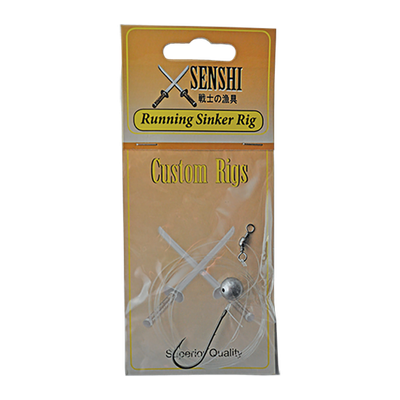 SENSHI
戦士の漁具
Running Sinker Rig
Custom Rigs
Superior Quality